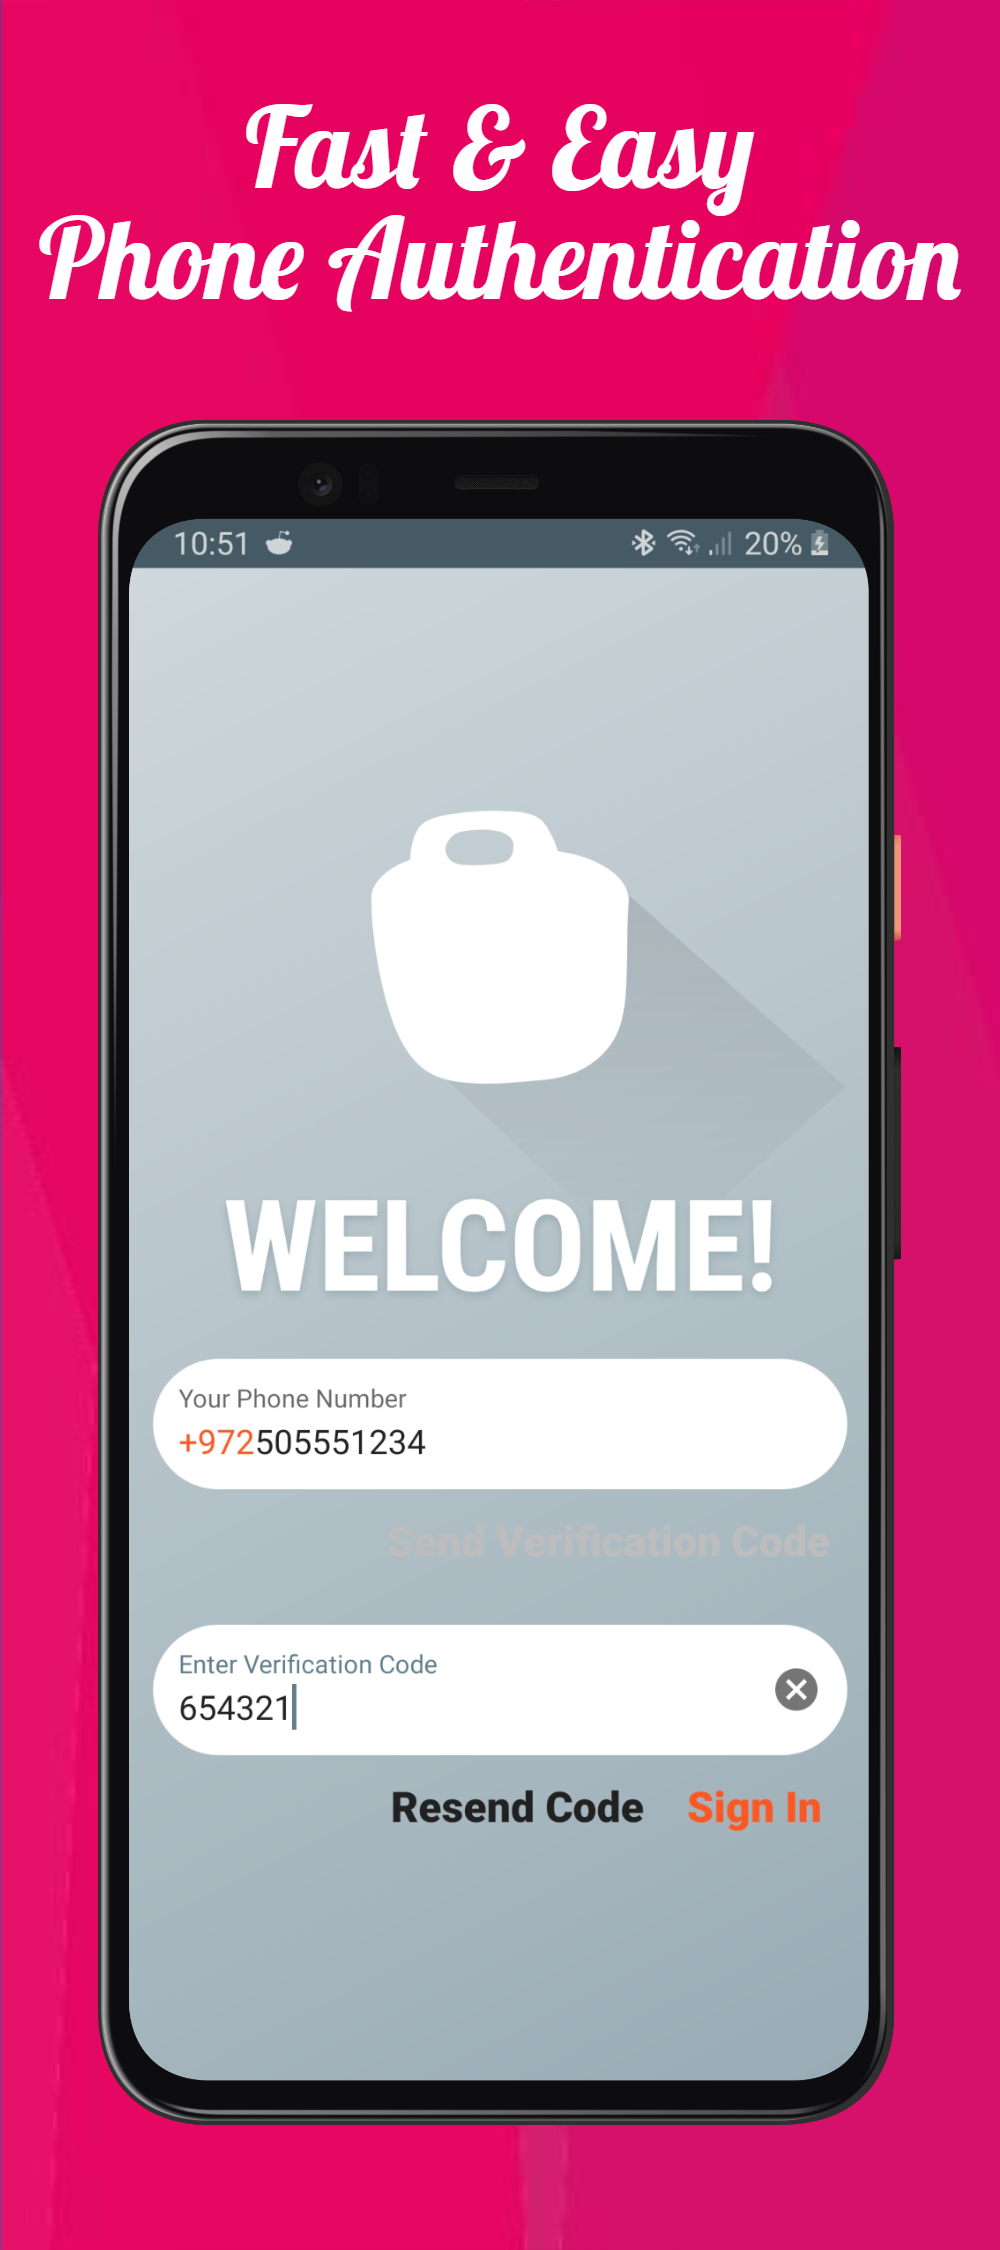 Fast & Easy
Phone Authentication
10:51 20%
WELCOME!
Your Phone Number
+972505551234
Send Verification Code
Enter Verification Code
654321
Resend Code Sign In